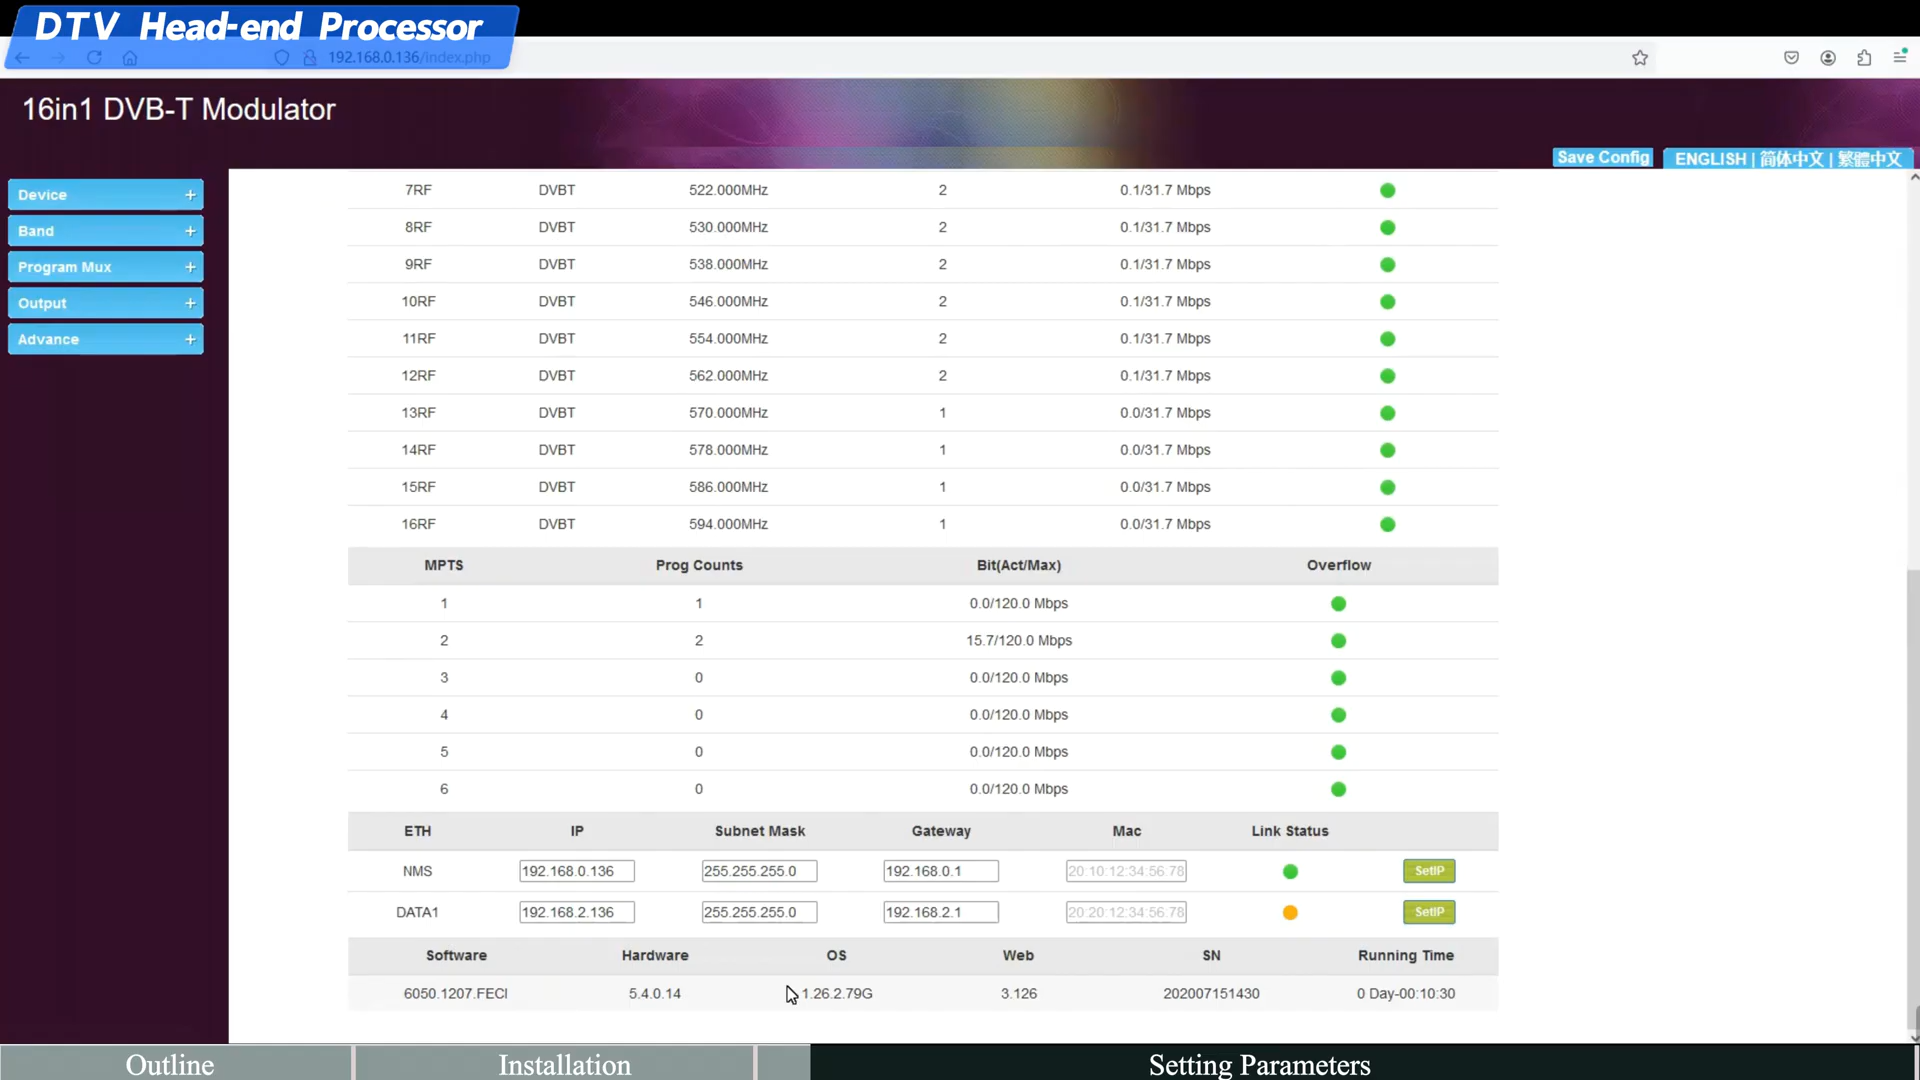 DTV Head-end Processor
192.168.0.136/index.php
16in1 DVB-T Modulator
Save Config
ENGLISH | 简体中文 | 繁體中文
Device +
Band +
Program Mux +
Output +
Advance +
7RF DVBT 522.000MHz 2 0.1/31.7 Mbps
8RF DVBT 530.000MHz 2 0.1/31.7 Mbps
9RF DVBT 538.000MHz 2 0.1/31.7 Mbps
10RF DVBT 546.000MHz 2 0.1/31.7 Mbps
11RF DVBT 554.000MHz 2 0.1/31.7 Mbps
12RF DVBT 562.000MHz 2 0.1/31.7 Mbps
13RF DVBT 570.000MHz 1 0.0/31.7 Mbps
14RF DVBT 578.000MHz 1 0.0/31.7 Mbps
15RF DVBT 586.000MHz 1 0.0/31.7 Mbps
16RF DVBT 594.000MHz 1 0.0/31.7 Mbps
MPTS Prog Counts Bit(Act/Max) Overflow
1 1 0.0/120.0 Mbps
2 2 15.7/120.0 Mbps
3 0 0.0/120.0 Mbps
4 0 0.0/120.0 Mbps
5 0 0.0/120.0 Mbps
6 0 0.0/120.0 Mbps
ETH IP Subnet Mask Gateway Mac Link Status
NMS 192.168.0.136 255.255.255.0 192.168.0.1 20:10:12:34:56:78 SetIP
DATA1 192.168.2.136 255.255.255.0 192.168.2.1 20:20:12:34:56:78 SetIP
Software Hardware OS Web SN Running Time
6050.1207.FECI 5.4.0.14 1.26.2.79G 3.126 202007151430 0 Day-00:10:30
Outline Installation Setting Parameters